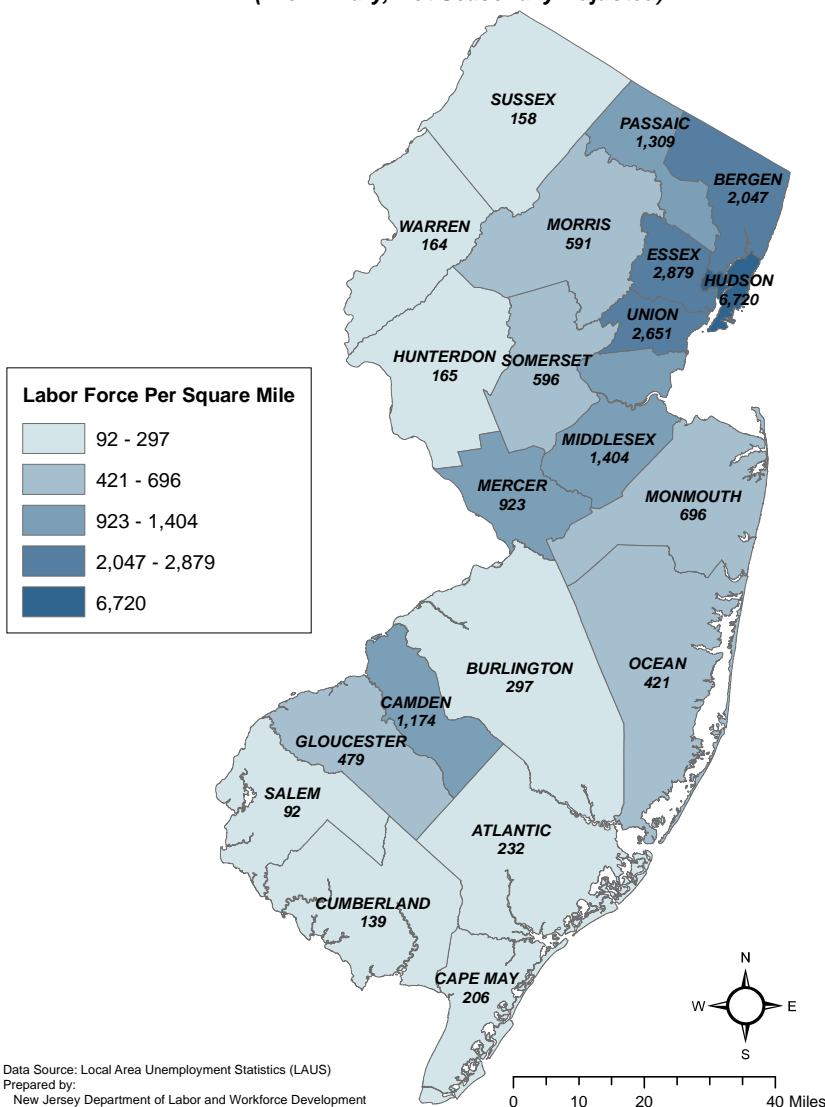 SUSSEX
158
PASSAIC
1,309
BERGEN
2,047
WARREN
164
MORRIS
591
ESSEX
2,879
HUDSON
6,720
UNION
2,651
HUNTERDON
165
SOMERSET
596
MIDDLESEX
1,404
MERCER
923
MONMOUTH
696
Labor Force Per Square Mile
92 - 297
421 - 696
923 - 1,404
2,047 - 2,879
6,720
BURLINGTON
297
OCEAN
421
CAMDEN
1,174
GLOUCESTER
479
SALEM
92
ATLANTIC
232
CUMBERLAND
139
CAPE MAY
206
N
W
E
S
Data Source: Local Area Unemployment Statistics (LAUS)
Prepared by:
New Jersey Department of Labor and Workforce Development
0 10 20 40 Miles